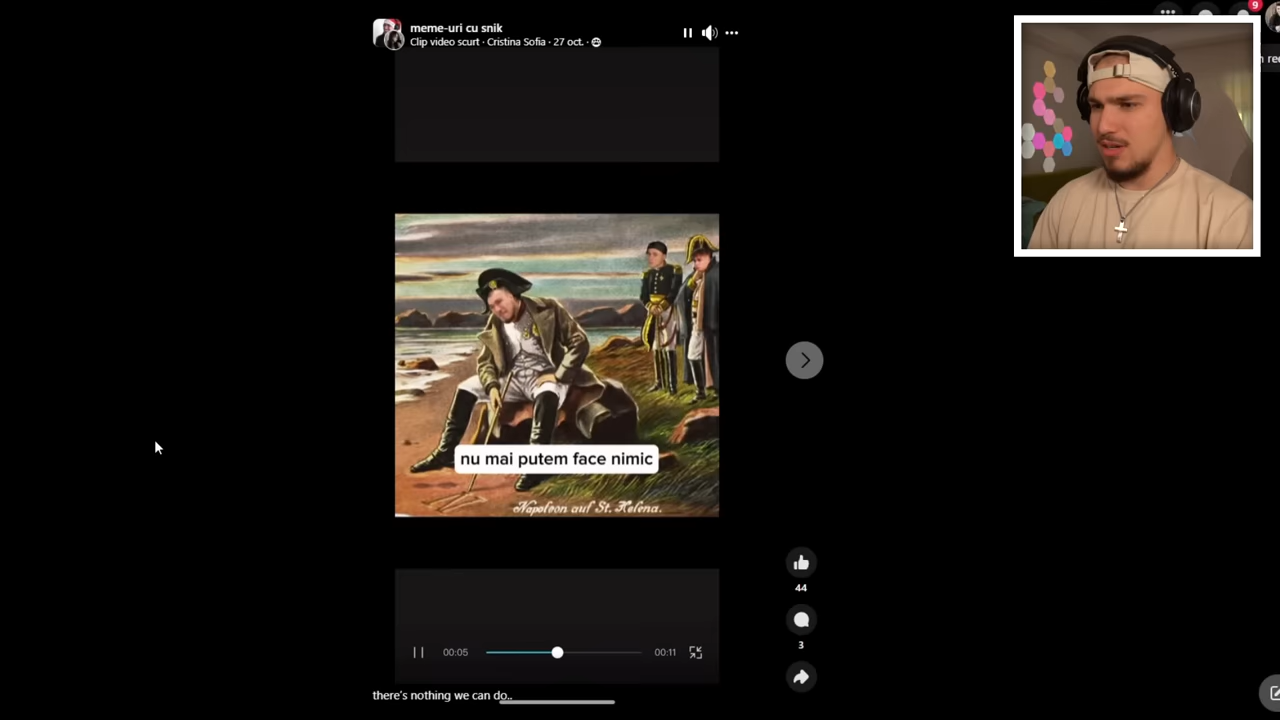 meme-uri cu snik
Clip video scurt · Cristina Sofia · 27 oct. ·
9
nu mai putem face nimic
Napoleon auf St. Helena.
44
00:05
00:11
3
there's nothing we can do..